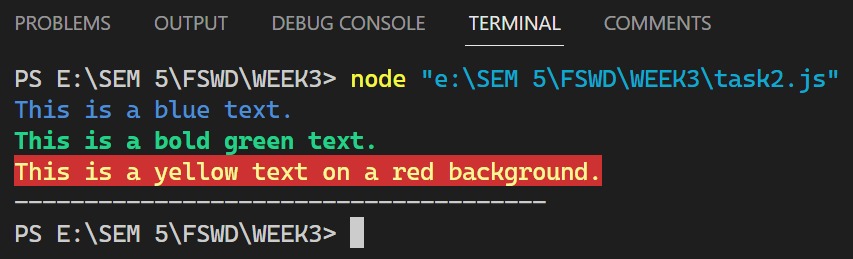 PROBLEMS OUTPUT DEBUG CONSOLE TERMINAL COMMENTS
PS E:\SEM 5\FSWD\WEEK3> node "e:\SEM 5\FSWD\WEEK3\task2.js"
This is a blue text.
This is a bold green text.
This is a yellow text on a red background.
--------------------------------------
PS E:\SEM 5\FSWD\WEEK3>